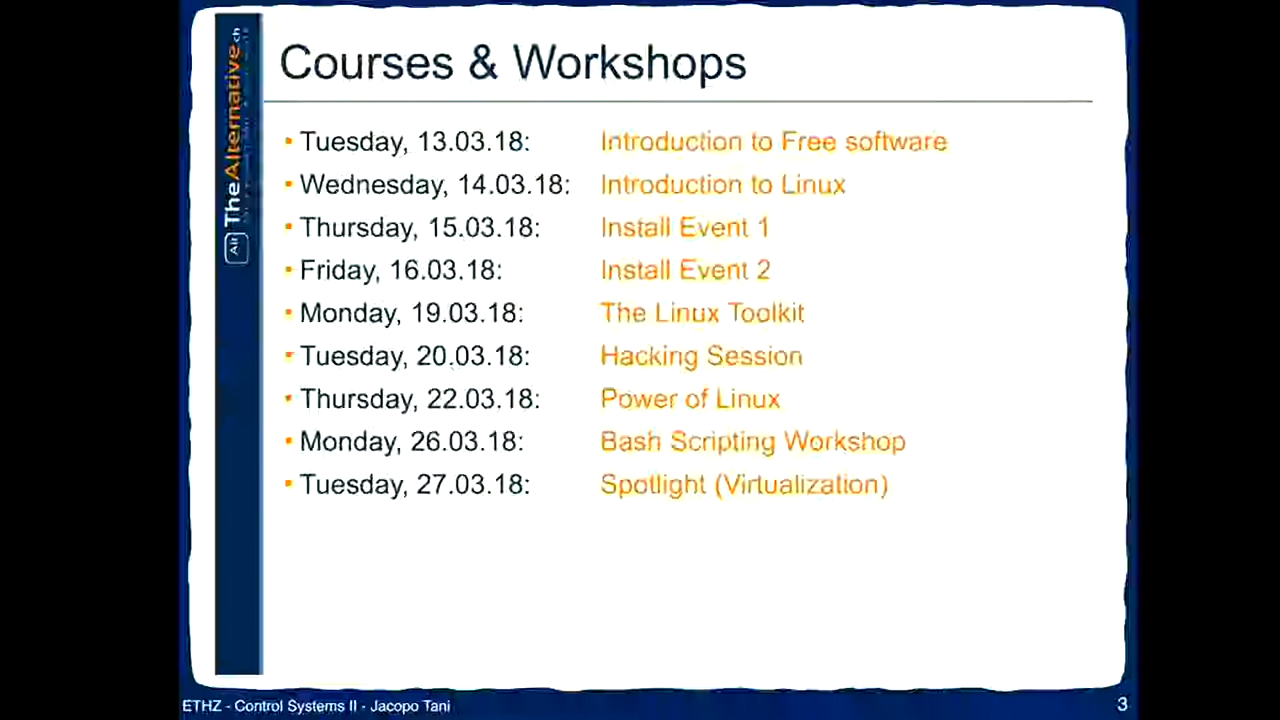 Courses & Workshops
• Tuesday, 13.03.18: Introduction to Free software
• Wednesday, 14.03.18: Introduction to Linux
• Thursday, 15.03.18: Install Event 1
• Friday, 16.03.18: Install Event 2
• Monday, 19.03.18: The Linux Toolkit
• Tuesday, 20.03.18: Hacking Session
• Thursday, 22.03.18: Power of Linux
• Monday, 26.03.18: Bash Scripting Workshop
• Tuesday, 27.03.18: Spotlight (Virtualization)
Alt TheAlternative.ch
ETHZ - Control Systems II - Jacopo Tani
3